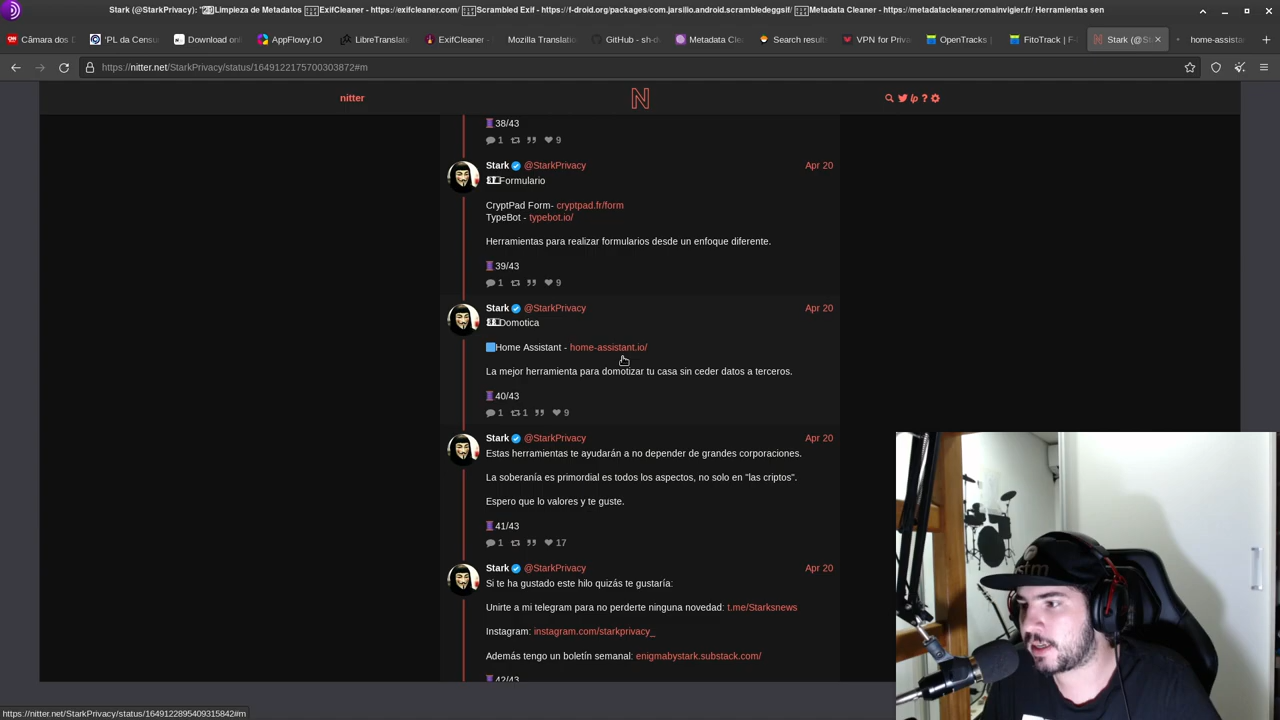 Stark (@StarkPrivacy): "Limpieza de Metadatos ExifCleaner - https://exifcleaner.com/ Scrambled Exif - https://f-droid.org/packages/com.jarsilio.android.scrambledeggsif/ Metadata Cleaner - https://metadatacleaner.romainvigier.fr/ Herramientas sen
Câmara dos D
'PL da Censu
Download onl
AppFlowy.IO
LibreTranslate
ExifCleaner -
Mozilla Translatio
GitHub - sh-d
Metadata Clea
Search result
VPN for Priva
OpenTracks |
FitoTrack | F-
Stark (@St
home-assistan
https://nitter.net/StarkPrivacy/status/1649122175700303872#m
nitter
38/43
1 9
Stark @StarkPrivacy Apr 20
Formulario
CryptPad Form- cryptpad.fr/form
TypeBot - typebot.io/
Herramientas para realizar formularios desde un enfoque diferente.
39/43
1 9
Stark @StarkPrivacy Apr 20
Domotica
Home Assistant - home-assistant.io/
La mejor herramienta para domotizar tu casa sin ceder datos a terceros.
40/43
1 1 9
Stark @StarkPrivacy Apr 20
Estas herramientas te ayudarán a no depender de grandes corporaciones.
La soberanía es primordial es todos los aspectos, no solo en "las criptos".
Espero que lo valores y te guste.
41/43
1 17
Stark @StarkPrivacy Apr 20
Si te ha gustado este hilo quizás te gustaría:
Unirte a mi telegram para no perderte ninguna novedad: t.me/Starksnews
Instagram: instagram.com/starkprivacy_
Además tengo un boletín semanal: enigmabystark.substack.com/
42/43
https://nitter.net/StarkPrivacy/status/1649122895409315842#m